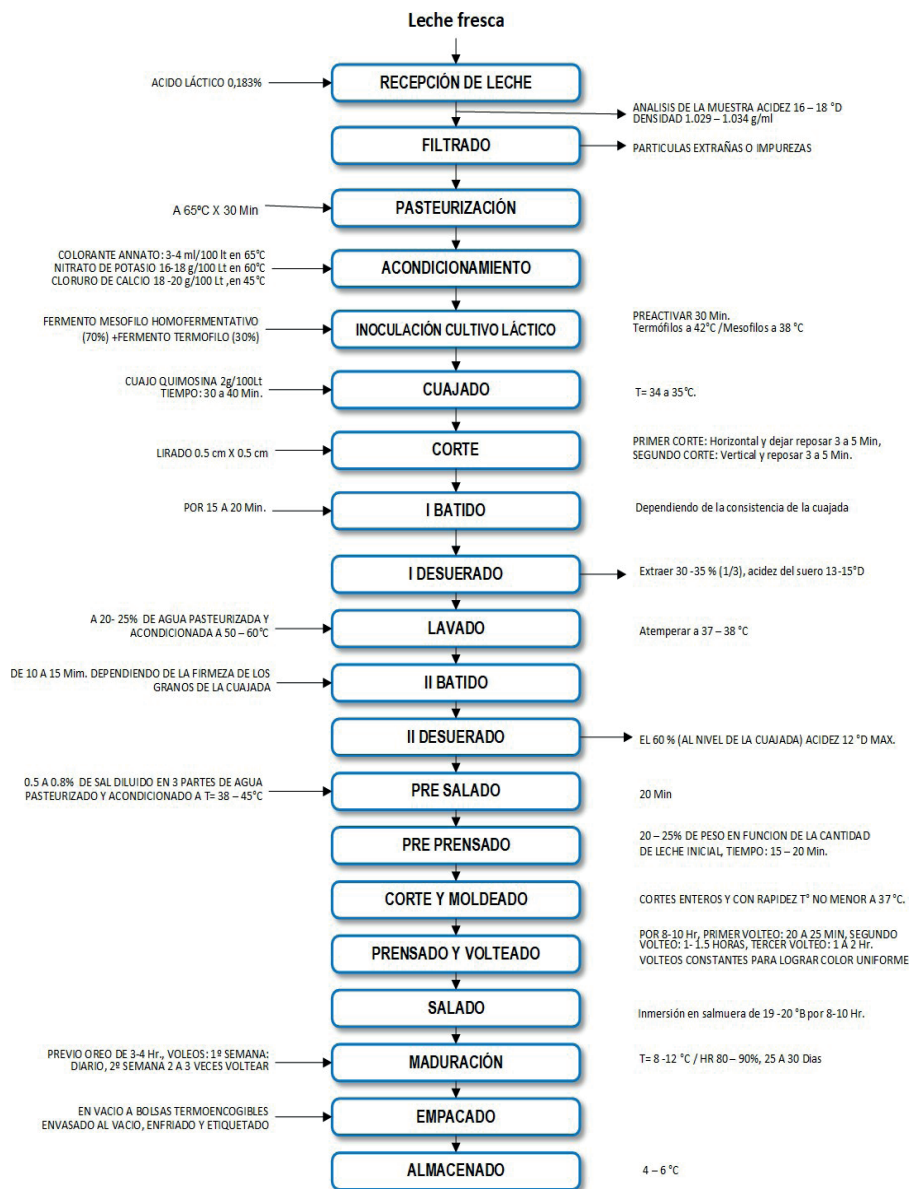 Leche fresca
ACIDO LÁCTICO 0,183%
RECEPCIÓN DE LECHE
ANALISIS DE LA MUESTRA ACIDEZ 16 – 18 °D
DENSIDAD 1.029 – 1.034 g/ml
FILTRADO
PARTICULAS EXTRAÑAS O IMPUREZAS
A 65ºC X 30 Min
PASTEURIZACIÓN
COLORANTE ANNATO: 3-4 ml/100 lt en 65°C
NITRATO DE POTASIO 16-18 g/100 Lt en 60°C
CLORURO DE CALCIO 18 -20 g/100 Lt ,en 45°C
ACONDICIONAMIENTO
FERMENTO MESOFILO HOMOFERMENTATIVO
(70%) +FERMENTO TERMOFILO (30%)
INOCULACIÓN CULTIVO LÁCTICO
PREACTIVAR 30 Min.
Termófilos a 42°C /Mesofilos a 38 °C
CUAJO QUIMOSINA 2g/100Lt
TIEMPO: 30 a 40 Min.
CUAJADO
T= 34 a 35°C.
LIRADO 0.5 cm X 0.5 cm
CORTE
PRIMER CORTE: Horizontal y dejar reposar 3 a 5 Min,
SEGUNDO CORTE: Vertical y reposar 3 a 5 Min.
POR 15 A 20 Min.
I BATIDO
Dependiendo de la consistencia de la cuajada
I DESUERADO
Extraer 30 -35 % (1/3), acidez del suero 13-15°D
A 20- 25% DE AGUA PASTEURIZADA Y
ACONDICIONADA A 50 – 60°C
LAVADO
Atemperar a 37 – 38 °C
DE 10 A 15 Mim. DEPENDIENDO DE LA FIRMEZA DE LOS
GRANOS DE LA CUAJADA
II BATIDO
II DESUERADO
EL 60 % (AL NIVEL DE LA CUAJADA) ACIDEZ 12 °D MAX.
0.5 A 0.8% DE SAL DILUIDO EN 3 PARTES DE AGUA
PASTEURIZADO Y ACONDICIONADO A T= 38 – 45°C
PRE SALADO
20 Min
PRE PRENSADO
20 – 25% DE PESO EN FUNCION DE LA CANTIDAD
DE LECHE INICIAL, TIEMPO: 15 – 20 Min.
CORTE Y MOLDEADO
CORTES ENTEROS Y CON RAPIDEZ T° NO MENOR A 37 °C.
PRENSADO Y VOLTEADO
POR 8-10 Hr, PRIMER VOLTEO: 20 A 25 MIN, SEGUNDO
VOLTEO: 1- 1.5 HORAS, TERCER VOLTEO: 1 A 2 Hr.
VOLTEOS CONSTANTES PARA LOGRAR COLOR UNIFORME
SALADO
Inmersión en salmuera de 19 -20 °B por 8-10 Hr.
PREVIO OREO DE 3-4 Hr., VOLEOS: 1º SEMANA:
DIARIO, 2º SEMANA 2 A 3 VECES VOLTEAR
MADURACIÓN
T= 8 -12 °C / HR 80 – 90%, 25 A 30 Dias
EN VACIO A BOLSAS TERMOENCOGIBLES
ENVASADO AL VACIO, ENFRIADO Y ETIQUETADO
EMPACADO
ALMACENADO
4 – 6 °C